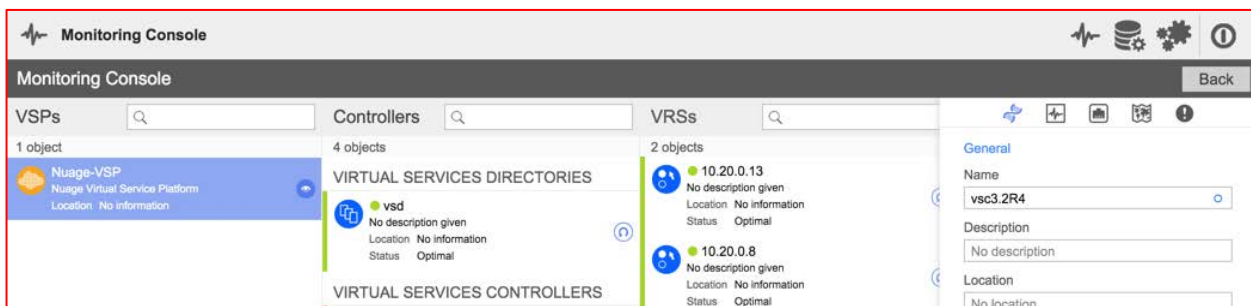 Monitoring Console
Monitoring Console
Back
VSPs
1 object
Nuage-VSP
Nuage Virtual Service Platform
Location No information
Controllers
4 objects
VIRTUAL SERVICES DIRECTORIES
vsd
No description given
Location No information
Status Optimal
VIRTUAL SERVICES CONTROLLERS
VRSs
2 objects
10.20.0.13
No description given
Location No information
Status Optimal
10.20.0.8
No description given
Location No information
Status Optimal
General
Name
vsc3.2R4
Description
No description
Location
No location